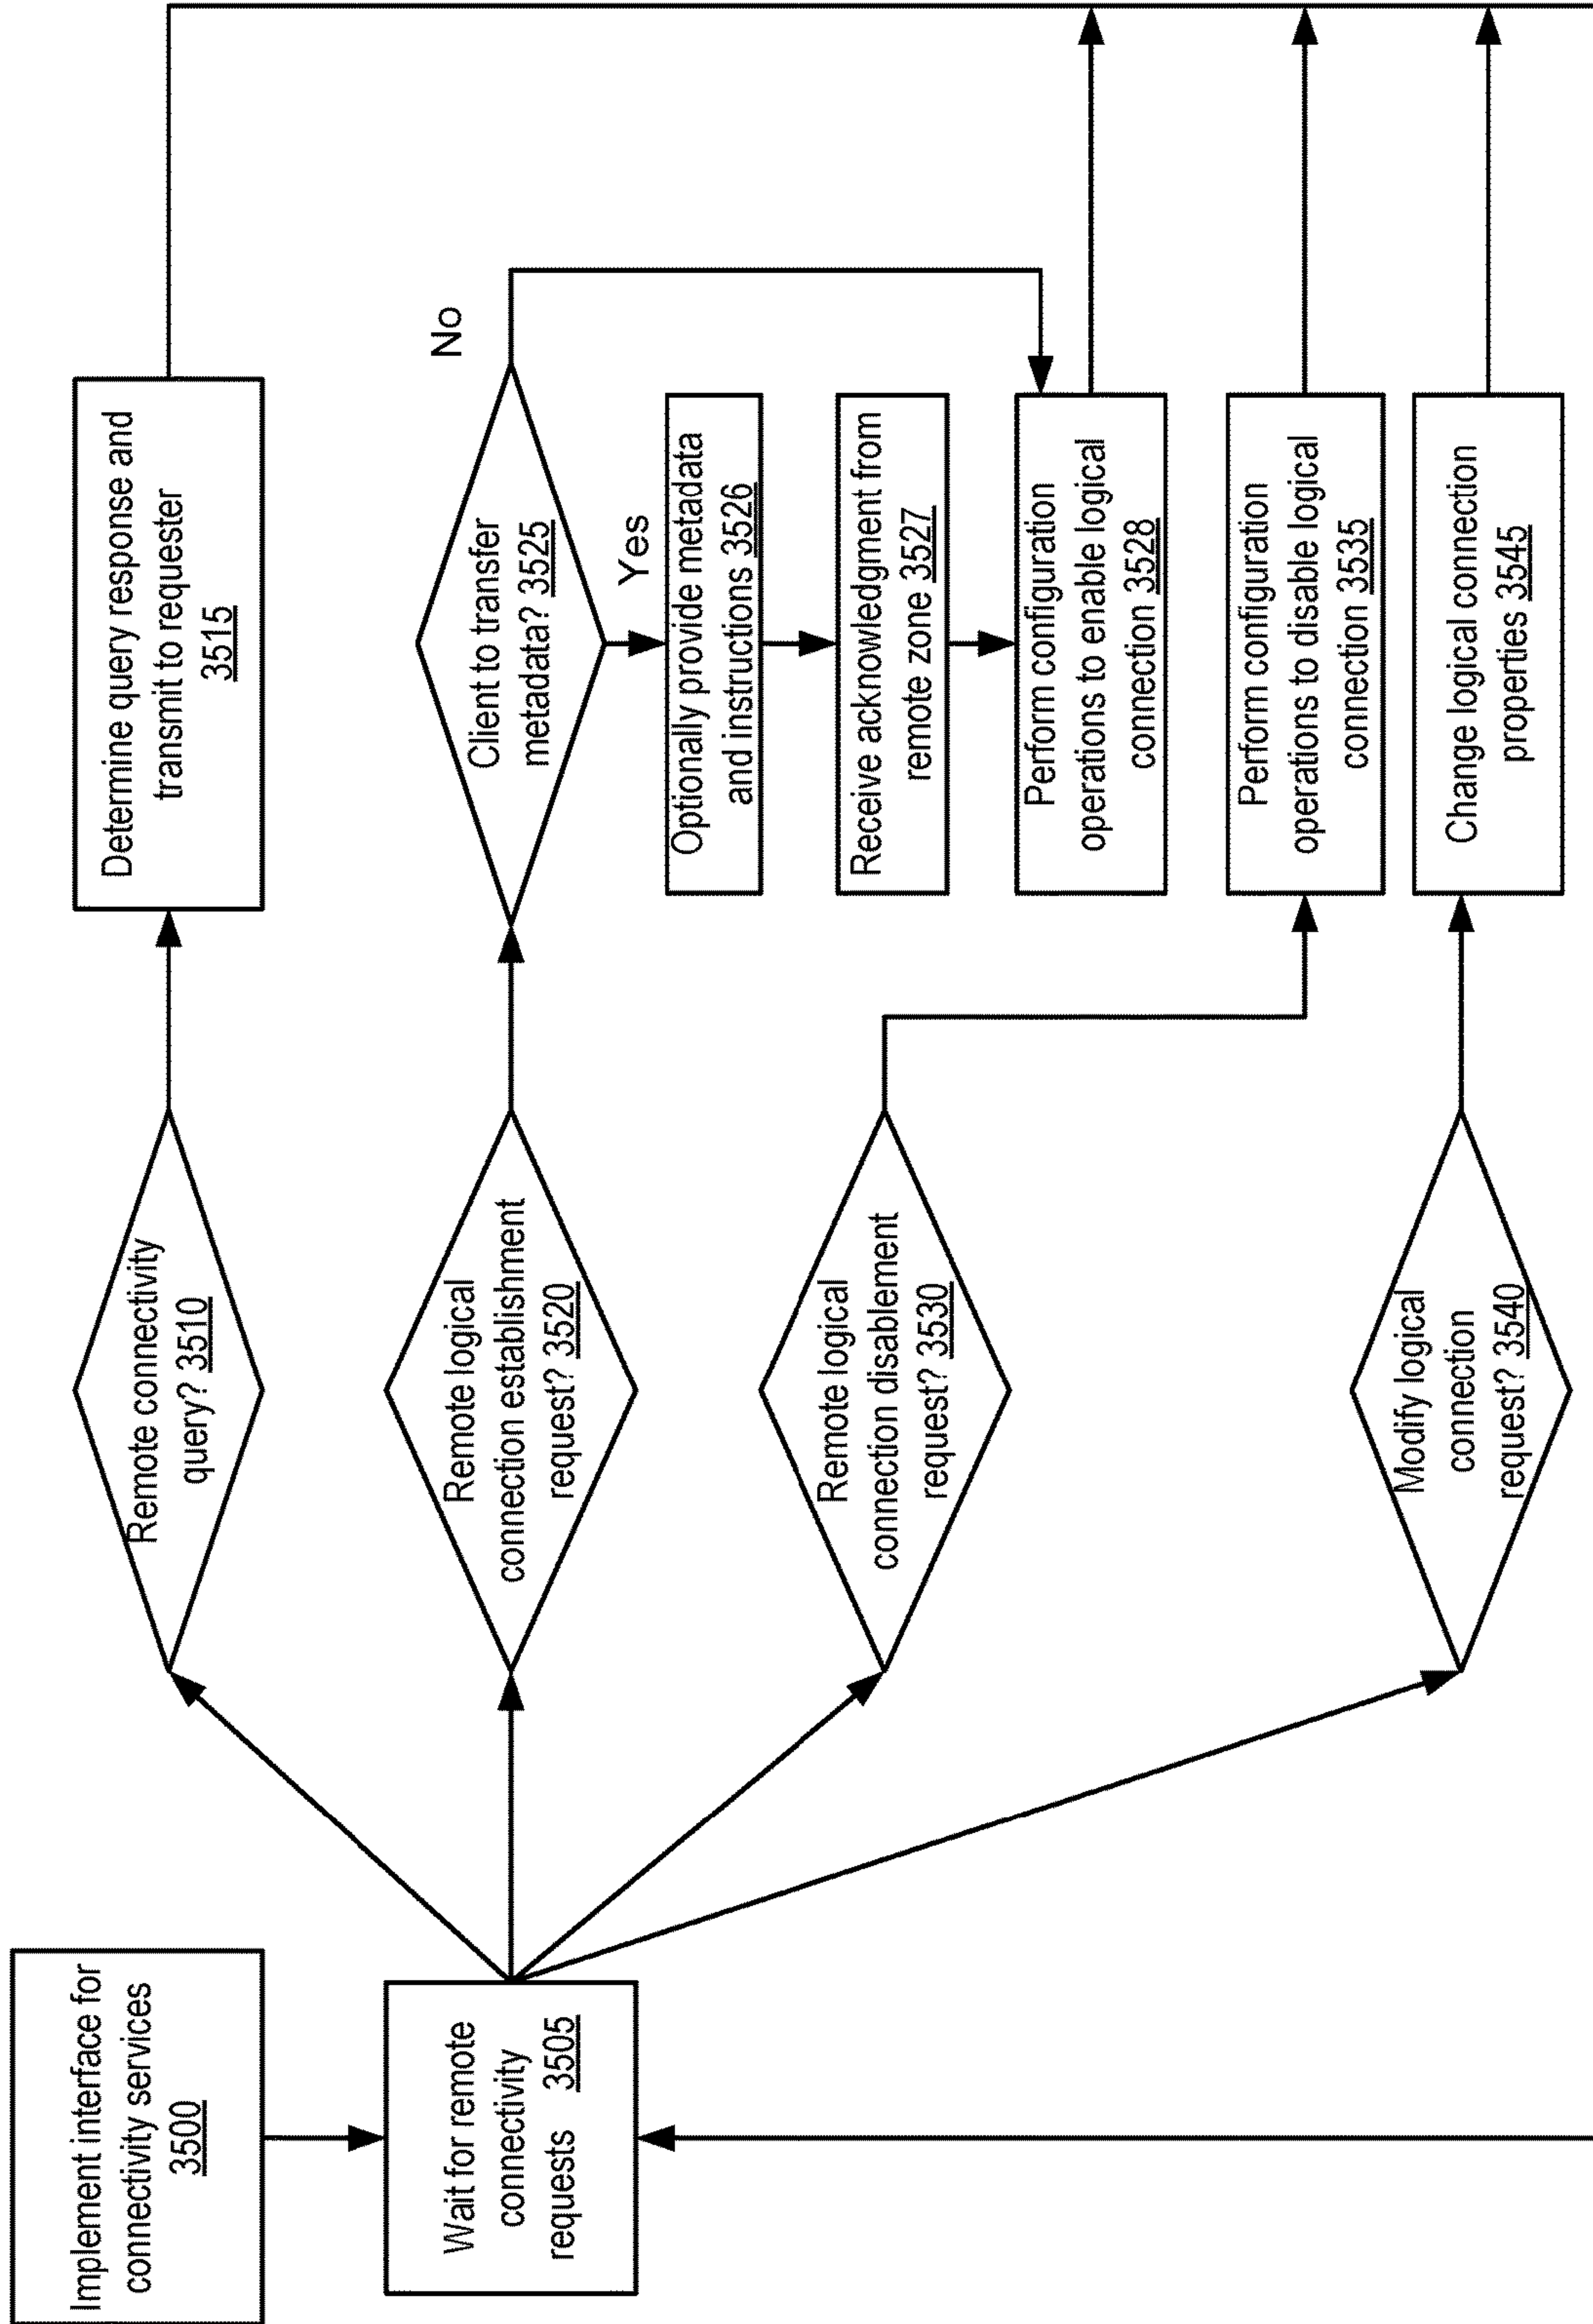 Implement interface for
connectivity services
3500
Wait for remote
connectivity
requests 3505
Remote connectivity
query? 3510
Determine query response and
transmit to requester
3515
Remote logical
connection establishment
request? 3520
Client to transfer
metadata? 3525
No
Yes
Optionally provide metadata
and instructions 3526
Receive acknowledgment from
remote zone 3527
Perform configuration
operations to enable logical
connection 3528
Remote logical
connection disablement
request? 3530
Perform configuration
operations to disable logical
connection 3535
Modify logical
connection
request? 3540
Change logical connection
properties 3545